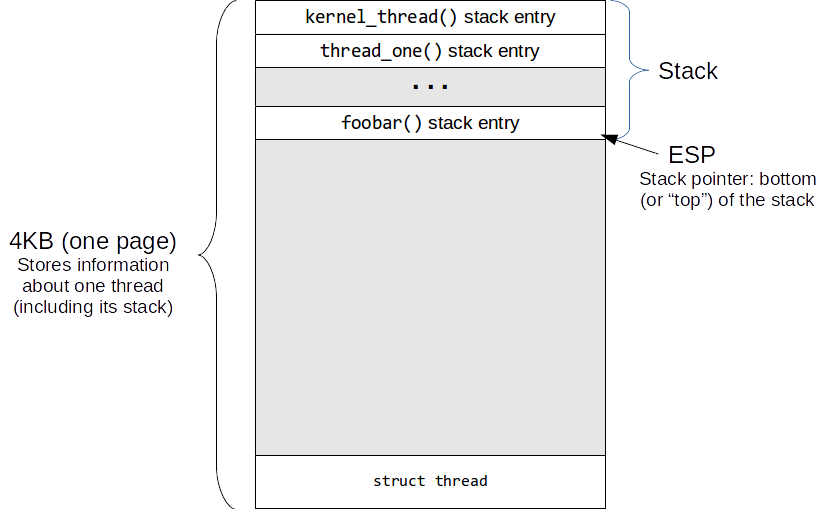 kernel_thread() stack entry
thread_one() stack entry
...
foobar() stack entry
Stack
ESP
Stack pointer: bottom
(or “top”) of the stack
4KB (one page)
Stores information
about one thread
(including its stack)
struct thread